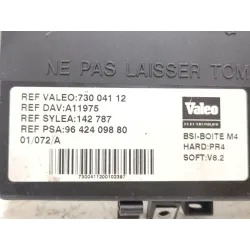 NE PAS LAISSER TOM
REF VALEO:730 041 12
REF DAV:A11975
REF SYLEA:142 787
REF PSA:96 424 098 80
01/072/A
Valeo
BSI-BOITE M4
HARD:PR4
SOFT:V8.2
7300411200102387